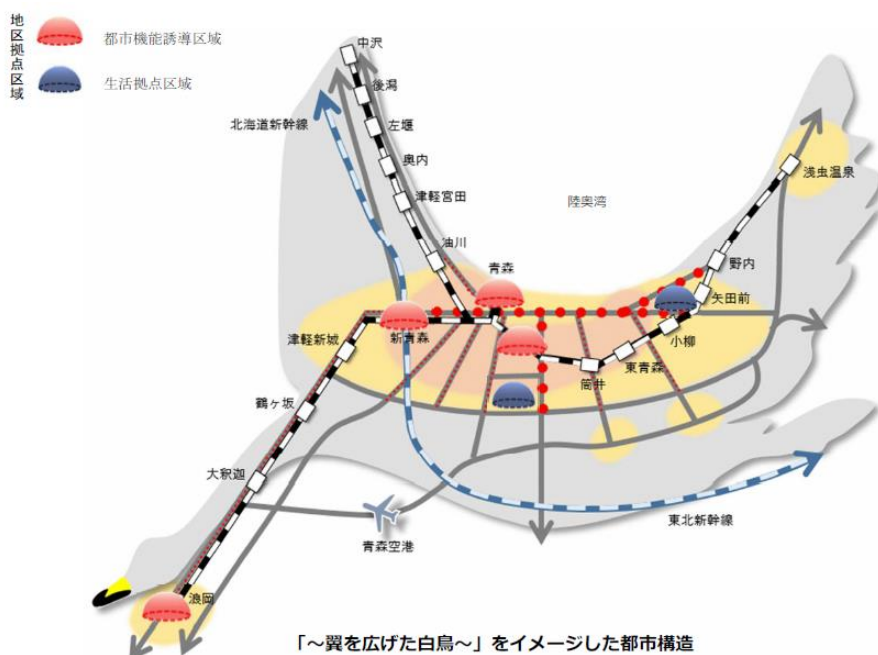 地区拠点区域
都市機能誘導区域
生活拠点区域
中沢
後潟
北海道新幹線
左堰
奥内
浅虫温泉
津軽宮田
陸奥湾
油川
青森
野内
矢田前
新青森
津軽新城
小柳
東青森
筒井
鶴ヶ坂
大釈迦
東北新幹線
青森空港
浪岡
「～翼を広げた白鳥～」をイメージした都市構造